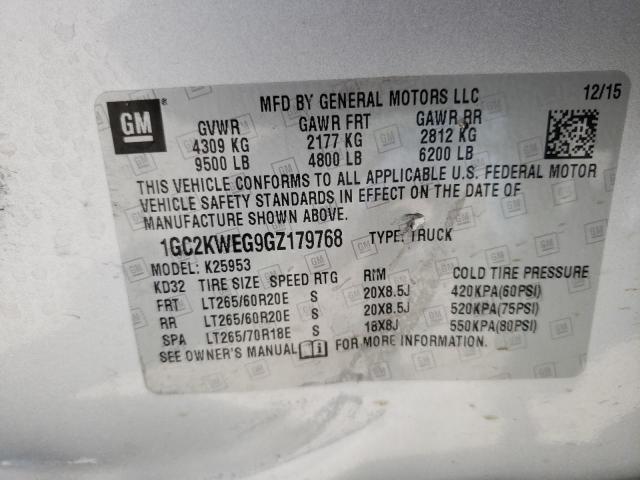 MFD BY GENERAL MOTORS LLC 12/15
GM ®
GVWR GAWR FRT GAWR RR
4309 KG 2177 KG 2812 KG
9500 LB 4800 LB 6200 LB
THIS VEHICLE CONFORMS TO ALL APPLICABLE U.S. FEDERAL MOTOR
VEHICLE SAFETY STANDARDS IN EFFECT ON THE DATE OF
MANUFACTURE SHOWN ABOVE.
1GC2KWEG9GZ179768 TYPE: TRUCK
MODEL: K25953
KD32 TIRE SIZE SPEED RTG RIM COLD TIRE PRESSURE
FRT LT265/60R20E S 20X8.5J 420KPA(60PSI)
RR LT265/60R20E S 20X8.5J 520KPA(75PSI)
SPA LT265/70R18E S 18X8J 550KPA(80PSI)
SEE OWNER'S MANUAL FOR MORE INFORMATION.